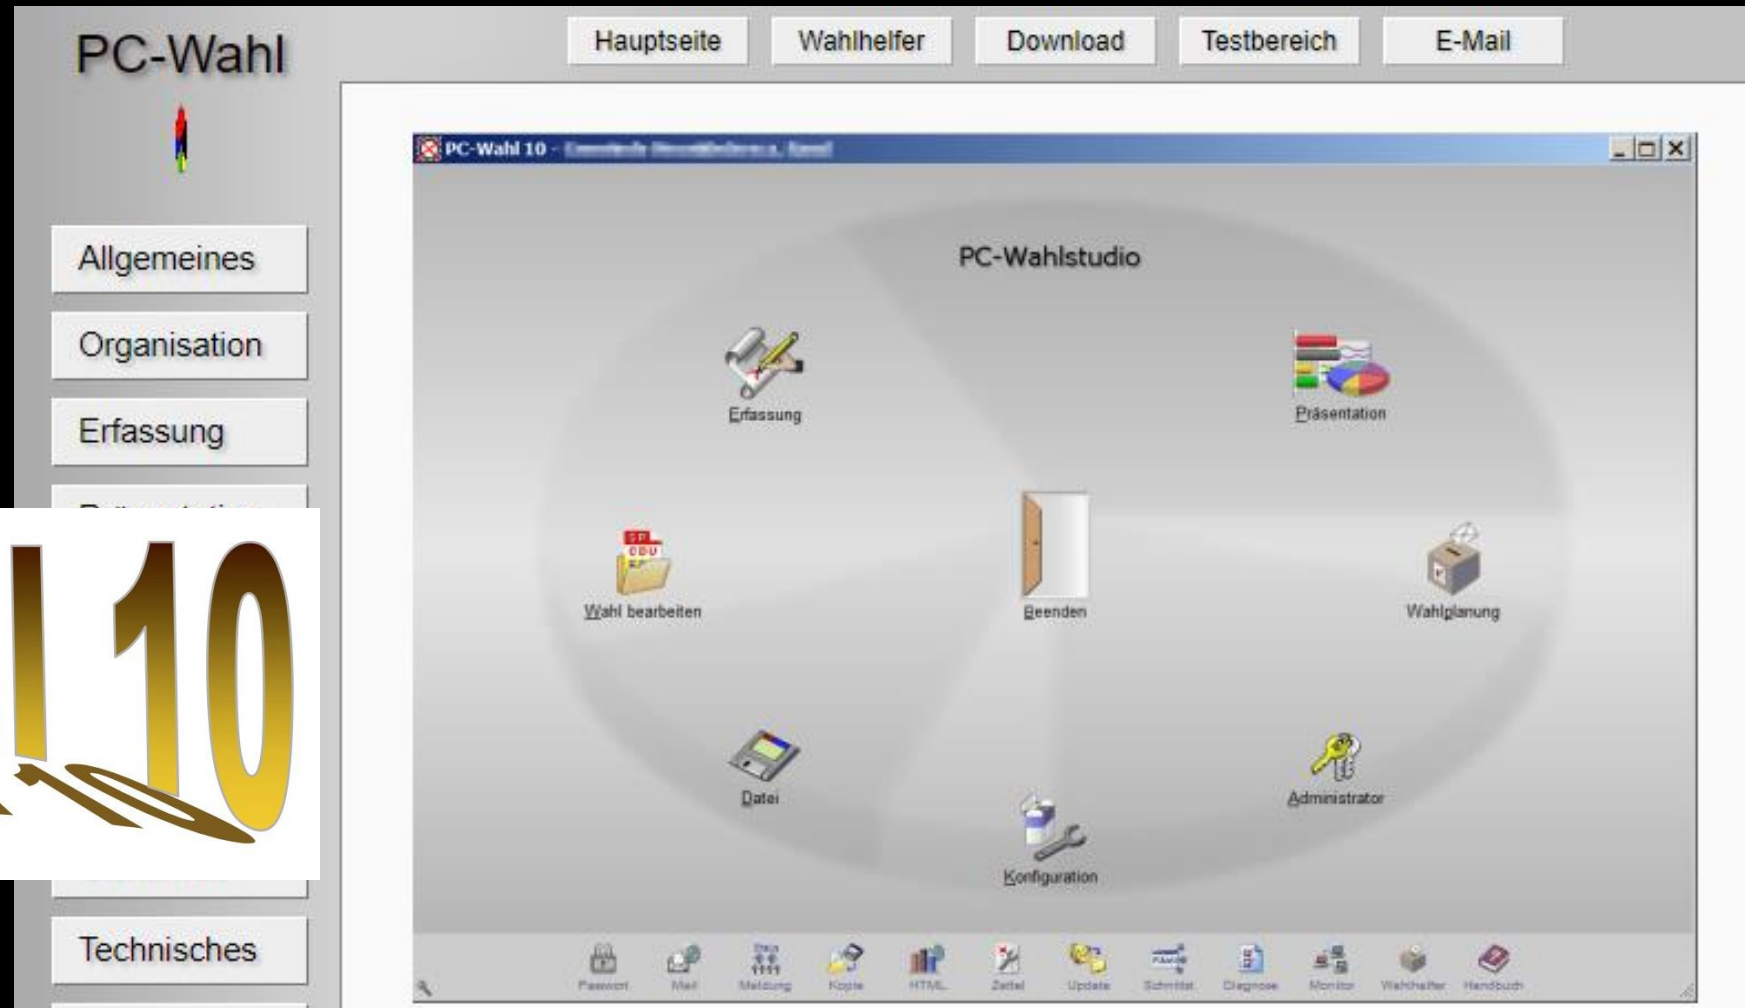 PC-Wahl
Hauptseite
Wahlhelfer
Download
Testbereich
E-Mail
Allgemeines
Organisation
Erfassung
10
Technisches
PC-Wahl 10 -
PC-Wahlstudio
Erfassung
Präsentation
CDU
Wahl bearbeiten
Beenden
Wahlplanung
Datei
Administrator
Konfiguration
Passwort
Mail
Meldung
Kopie
HTML
Zettel
Update
Schnittst.
Diagnose
Monitor
Wahlhelfer
Handbuch